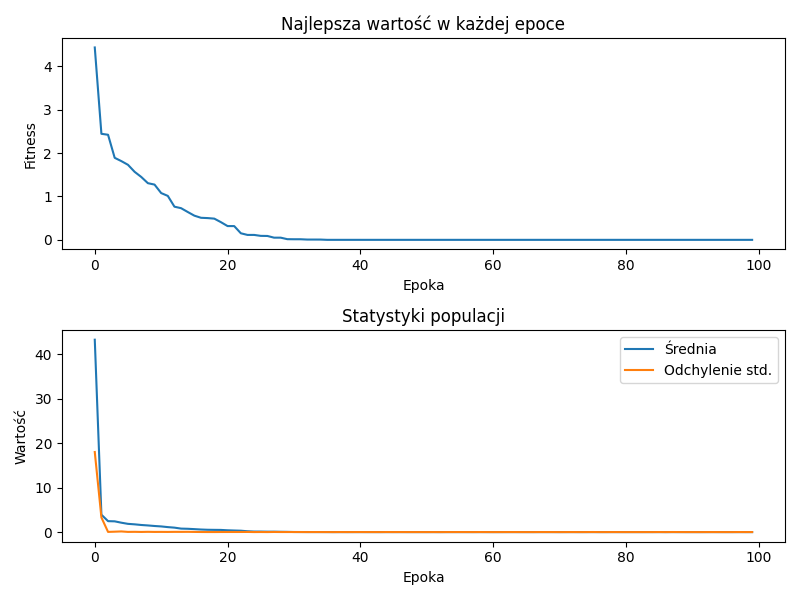 Najlepsza wartość w każdej epoce
4
3
2
1
0
Fitness
0 20 40 60 80 100
Epoka
Statystyki populacji
40
30
20
10
0
Wartość
Średnia
Odchylenie std.
0 20 40 60 80 100
Epoka